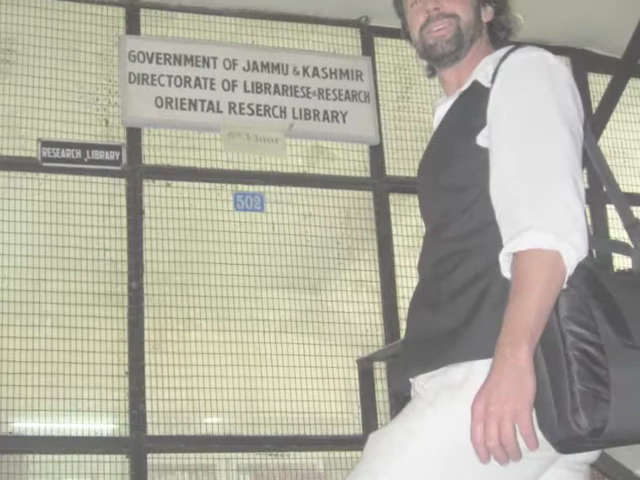 GOVERNMENT OF JAMMU & KASHMIR
DIRECTORATE OF LIBRARIESE & RESEARCH
ORIENTAL RESERCH LIBRARY
RESEARCH LIBRARY
502